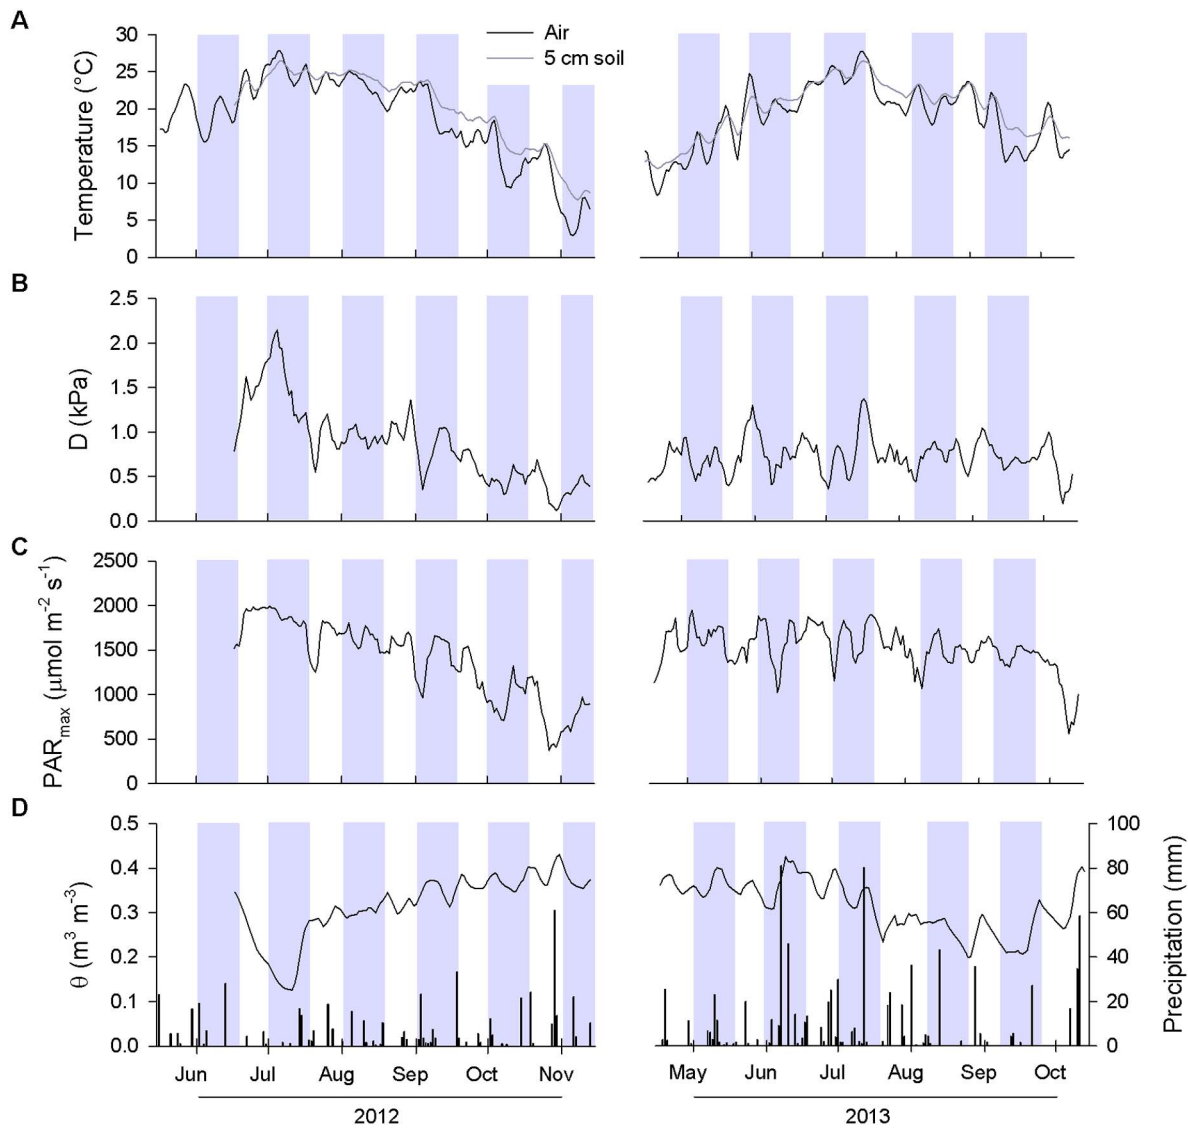 A
Temperature (°C)
30
25
20
15
10
5
0
Air
5 cm soil
B
D (kPa)
2.5
2.0
1.5
1.0
0.5
0.0
C
PARmax (µmol m-2 s-1)
2500
2000
1500
1000
500
0
D
θ (m3 m-3)
0.5
0.4
0.3
0.2
0.1
0.0
100
80
60
40
20
0
Precipitation (mm)
Jun Jul Aug Sep Oct Nov May Jun Jul Aug Sep Oct
2012 2013